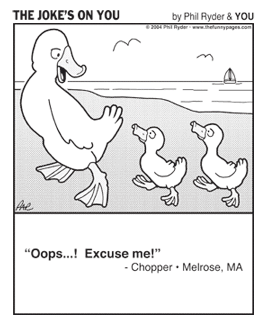 THE JOKE'S ON YOU by Phil Ryder & YOU
© 2004 Phil Ryder - www.thefunnypages.com
"Oops...! Excuse me!"
- Chopper • Melrose, MA